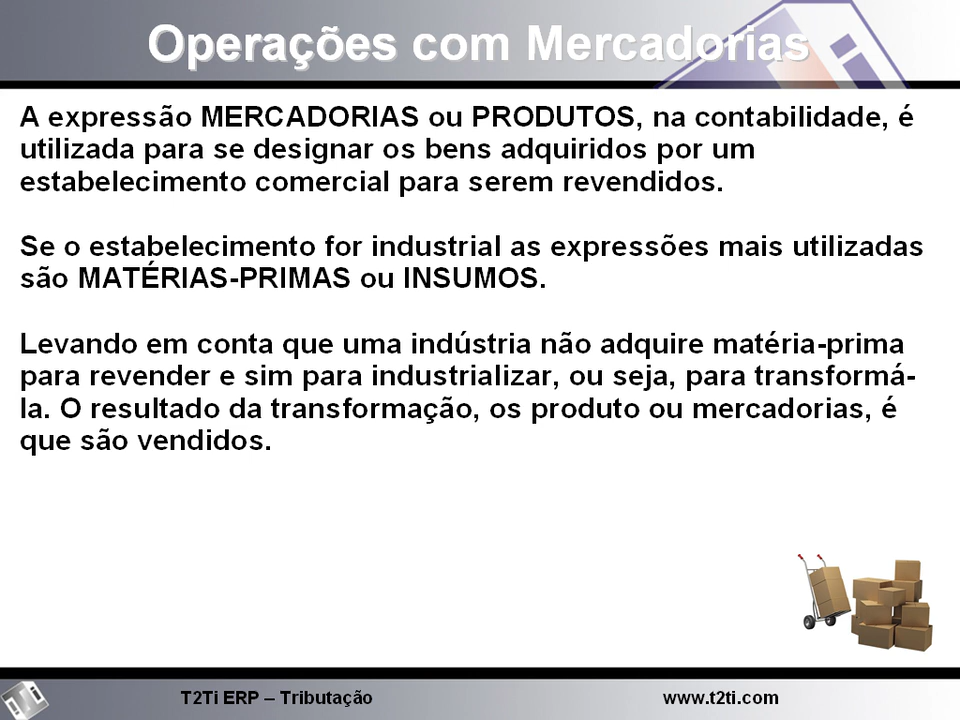 Operações com Mercadorias
A expressão MERCADORIAS ou PRODUTOS, na contabilidade, é
utilizada para se designar os bens adquiridos por um
estabelecimento comercial para serem revendidos.
Se o estabelecimento for industrial as expressões mais utilizadas
são MATÉRIAS-PRIMAS ou INSUMOS.
Levando em conta que uma indústria não adquire matéria-prima
para revender e sim para industrializar, ou seja, para transformá-
la. O resultado da transformação, os produto ou mercadorias, é
que são vendidos.
T2Ti ERP – Tributação www.t2ti.com